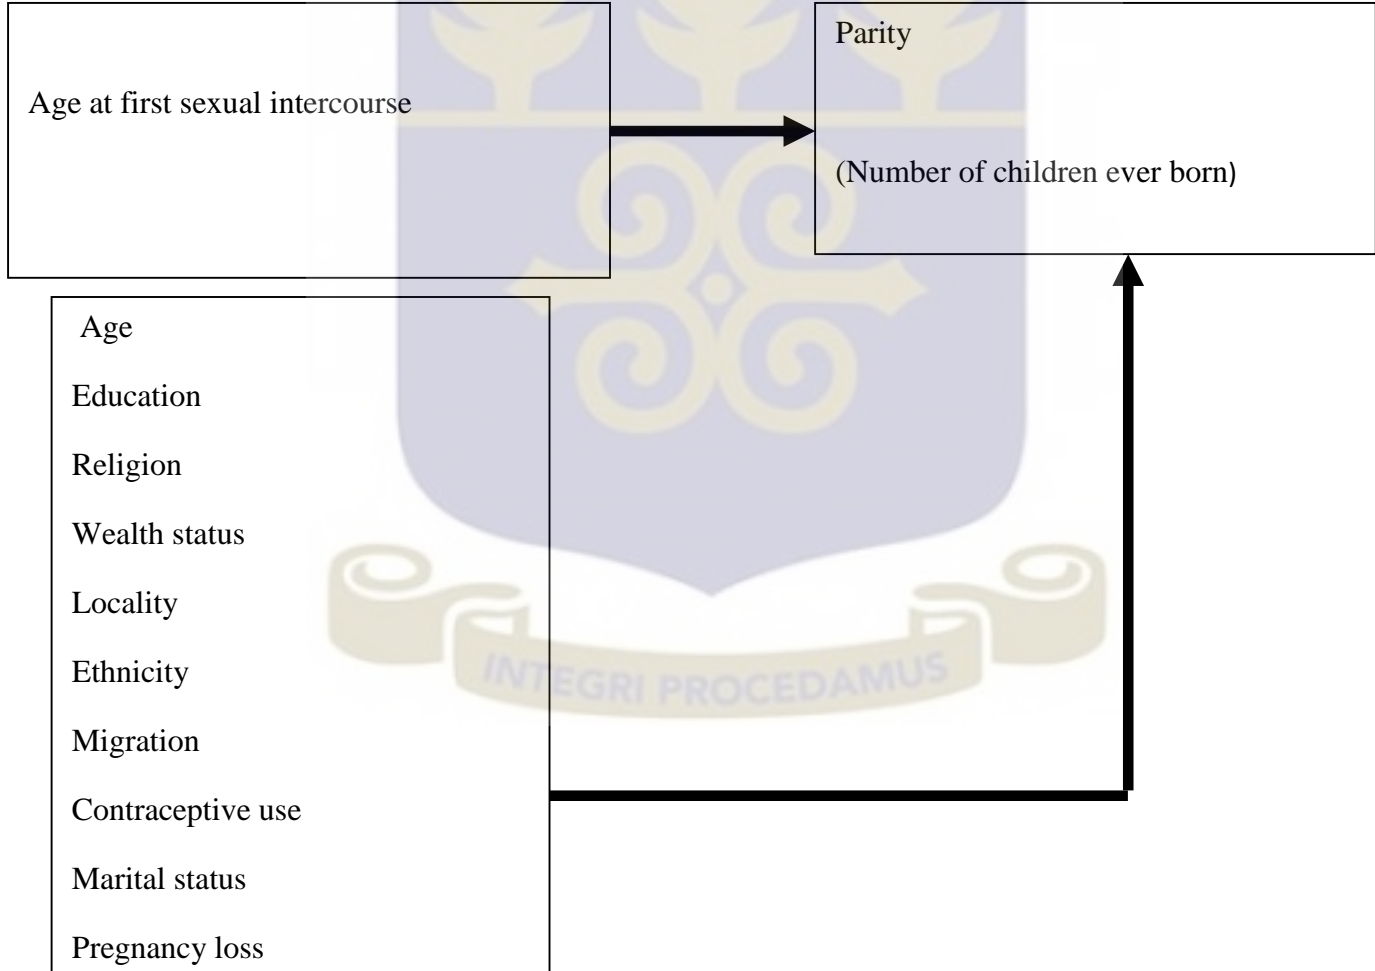 Age at first sexual intercourse
Parity
(Number of children ever born)
Age
Education
Religion
Wealth status
Locality
Ethnicity
Migration
Contraceptive use
Marital status
Pregnancy loss
INTEGRI PROCEDAMUS